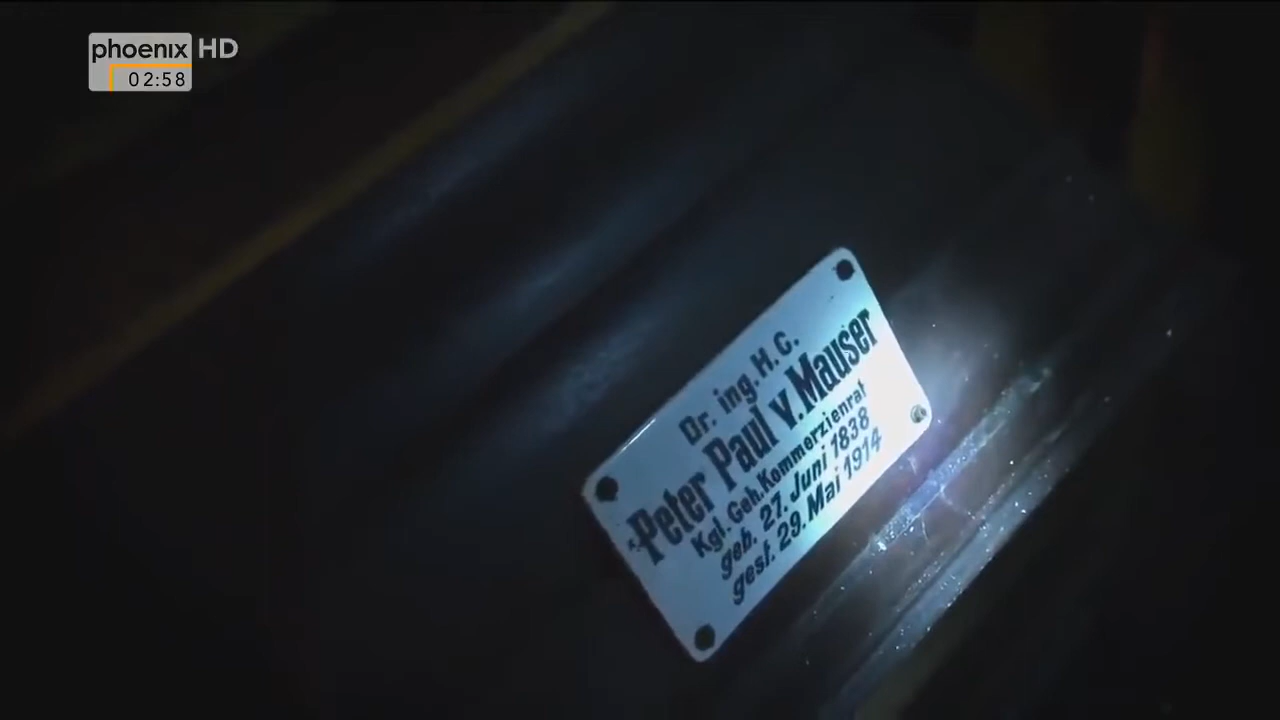 phoenix HD
02:58
Dr. ing. H. C.
Peter Paul v. Mauser
Kgl. Geh. Kommerzienrat
geb. 27. Juni 1838
gest. 29. Mai 1914